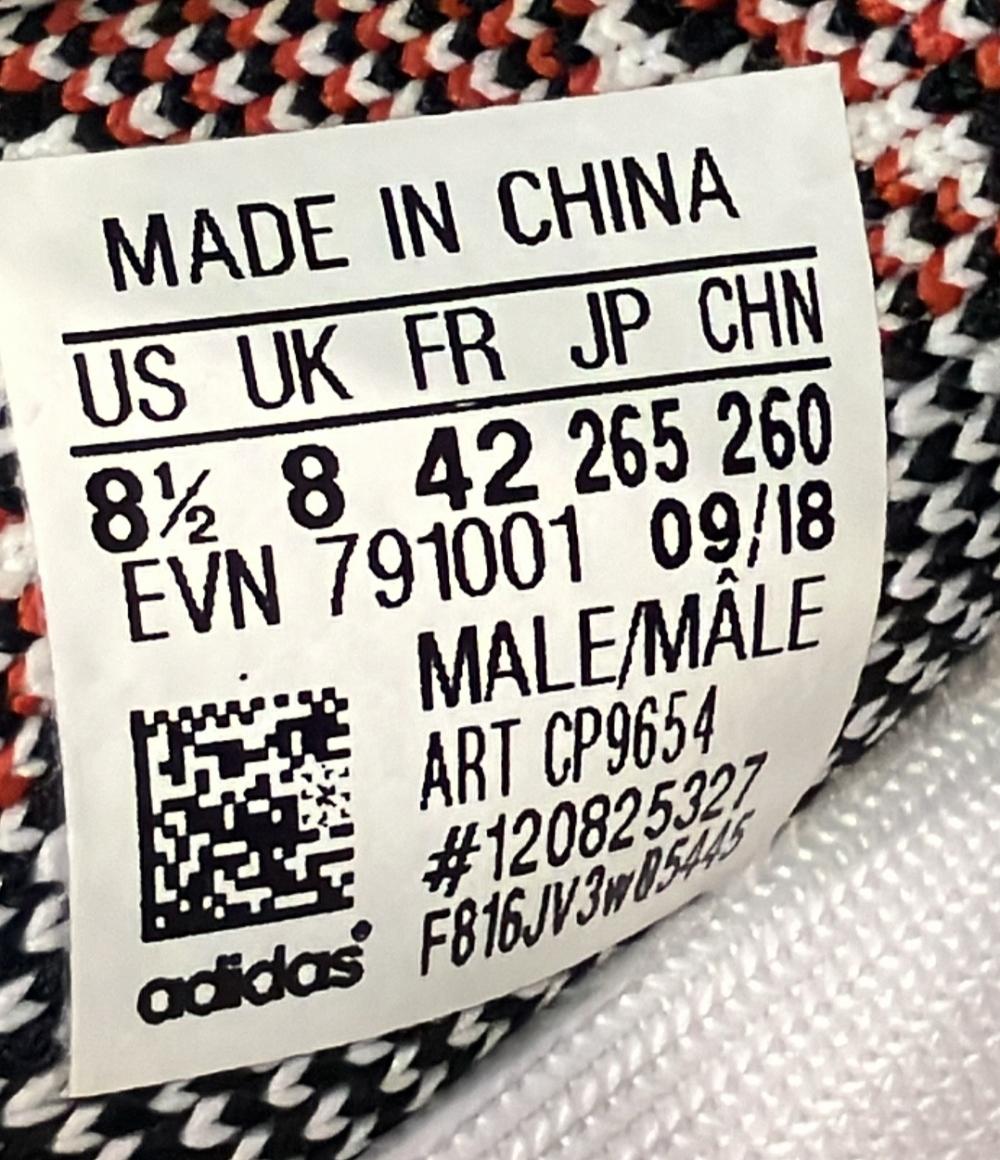 MADE IN CHINA
US UK FR JP CHN
8½ 8 42 265 260
EVN 791001 09/18
MALE/MÂLE
ART CP9654
#120825327
adidas®